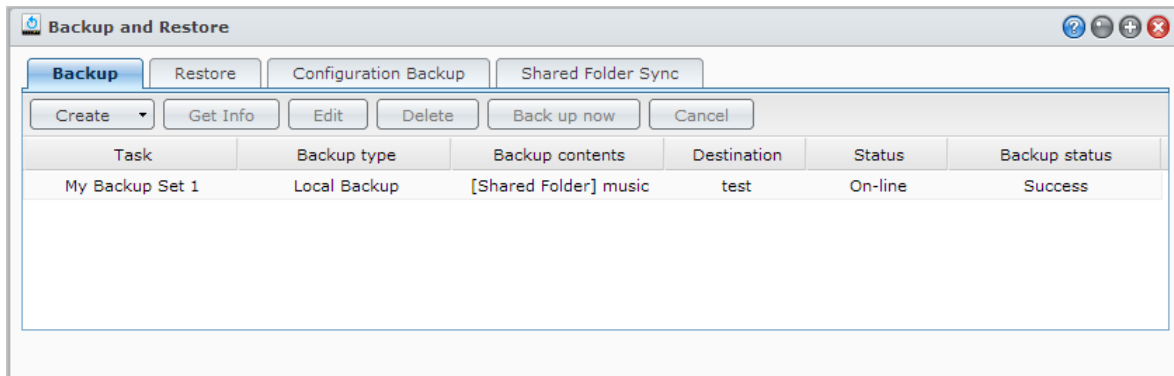 Backup and Restore
Backup Restore Configuration Backup Shared Folder Sync
Create Get Info Edit Delete Back up now Cancel
Task Backup type Backup contents Destination Status Backup status
My Backup Set 1 Local Backup [Shared Folder] music test On-line Success